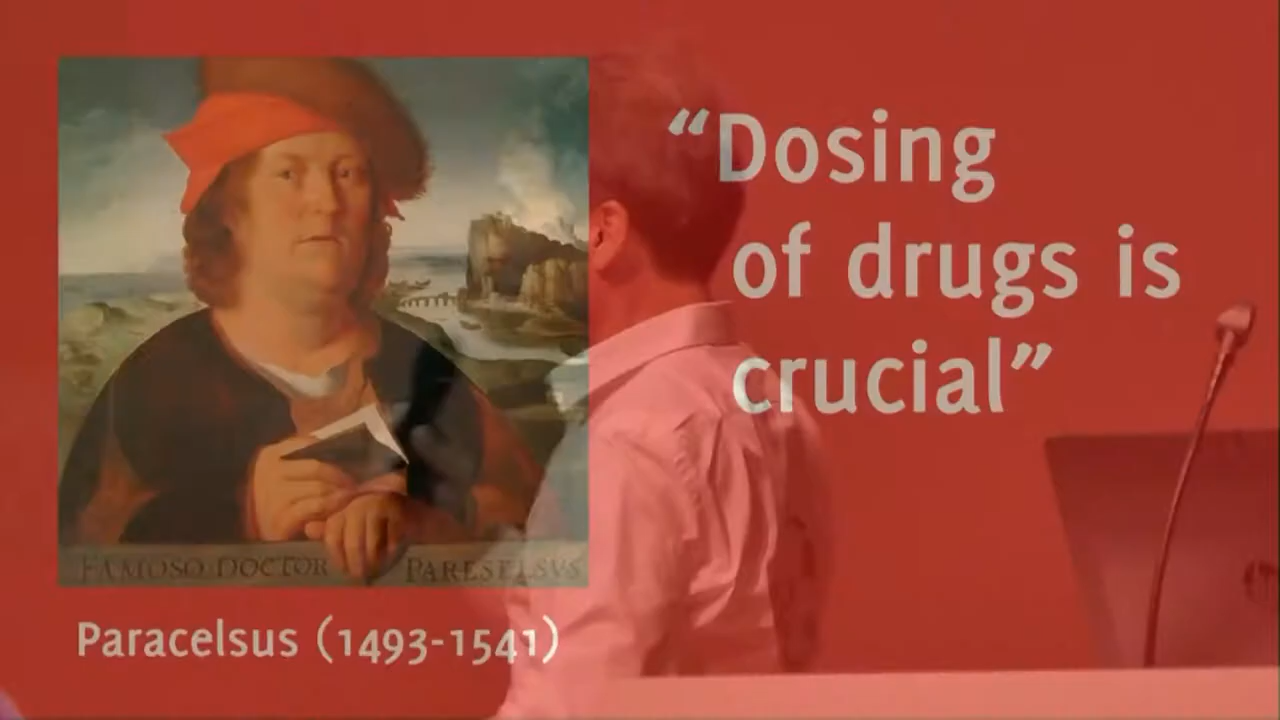 “Dosing
of drugs is
crucial”
FAMOSO DOCTOR PARESELSVS
Paracelsus (1493-1541)